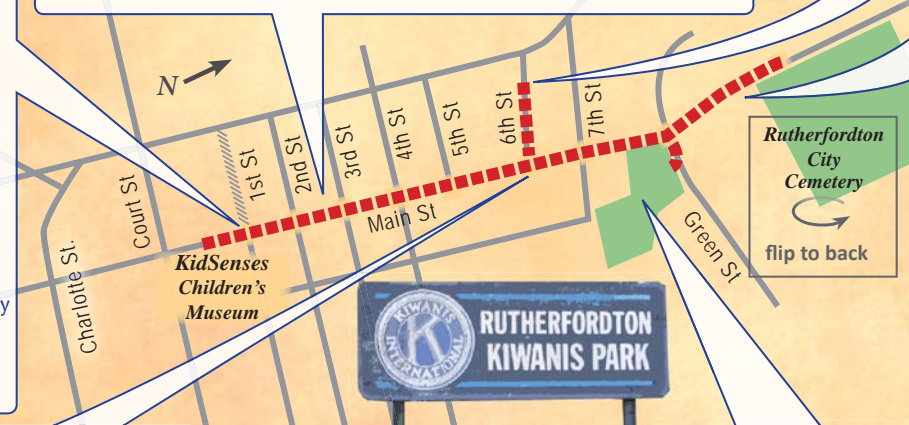 N
Charlotte St.
Court St
1st St
2nd St
3rd St
4th St
5th St
6th St
7th St
Main St
Green St
KidSenses
Children's
Museum
Rutherfordton
City
Cemetery
flip to back
y
KIWANIS
K
INTERNATIONAL
RUTHERFORDTON
KIWANIS PARK